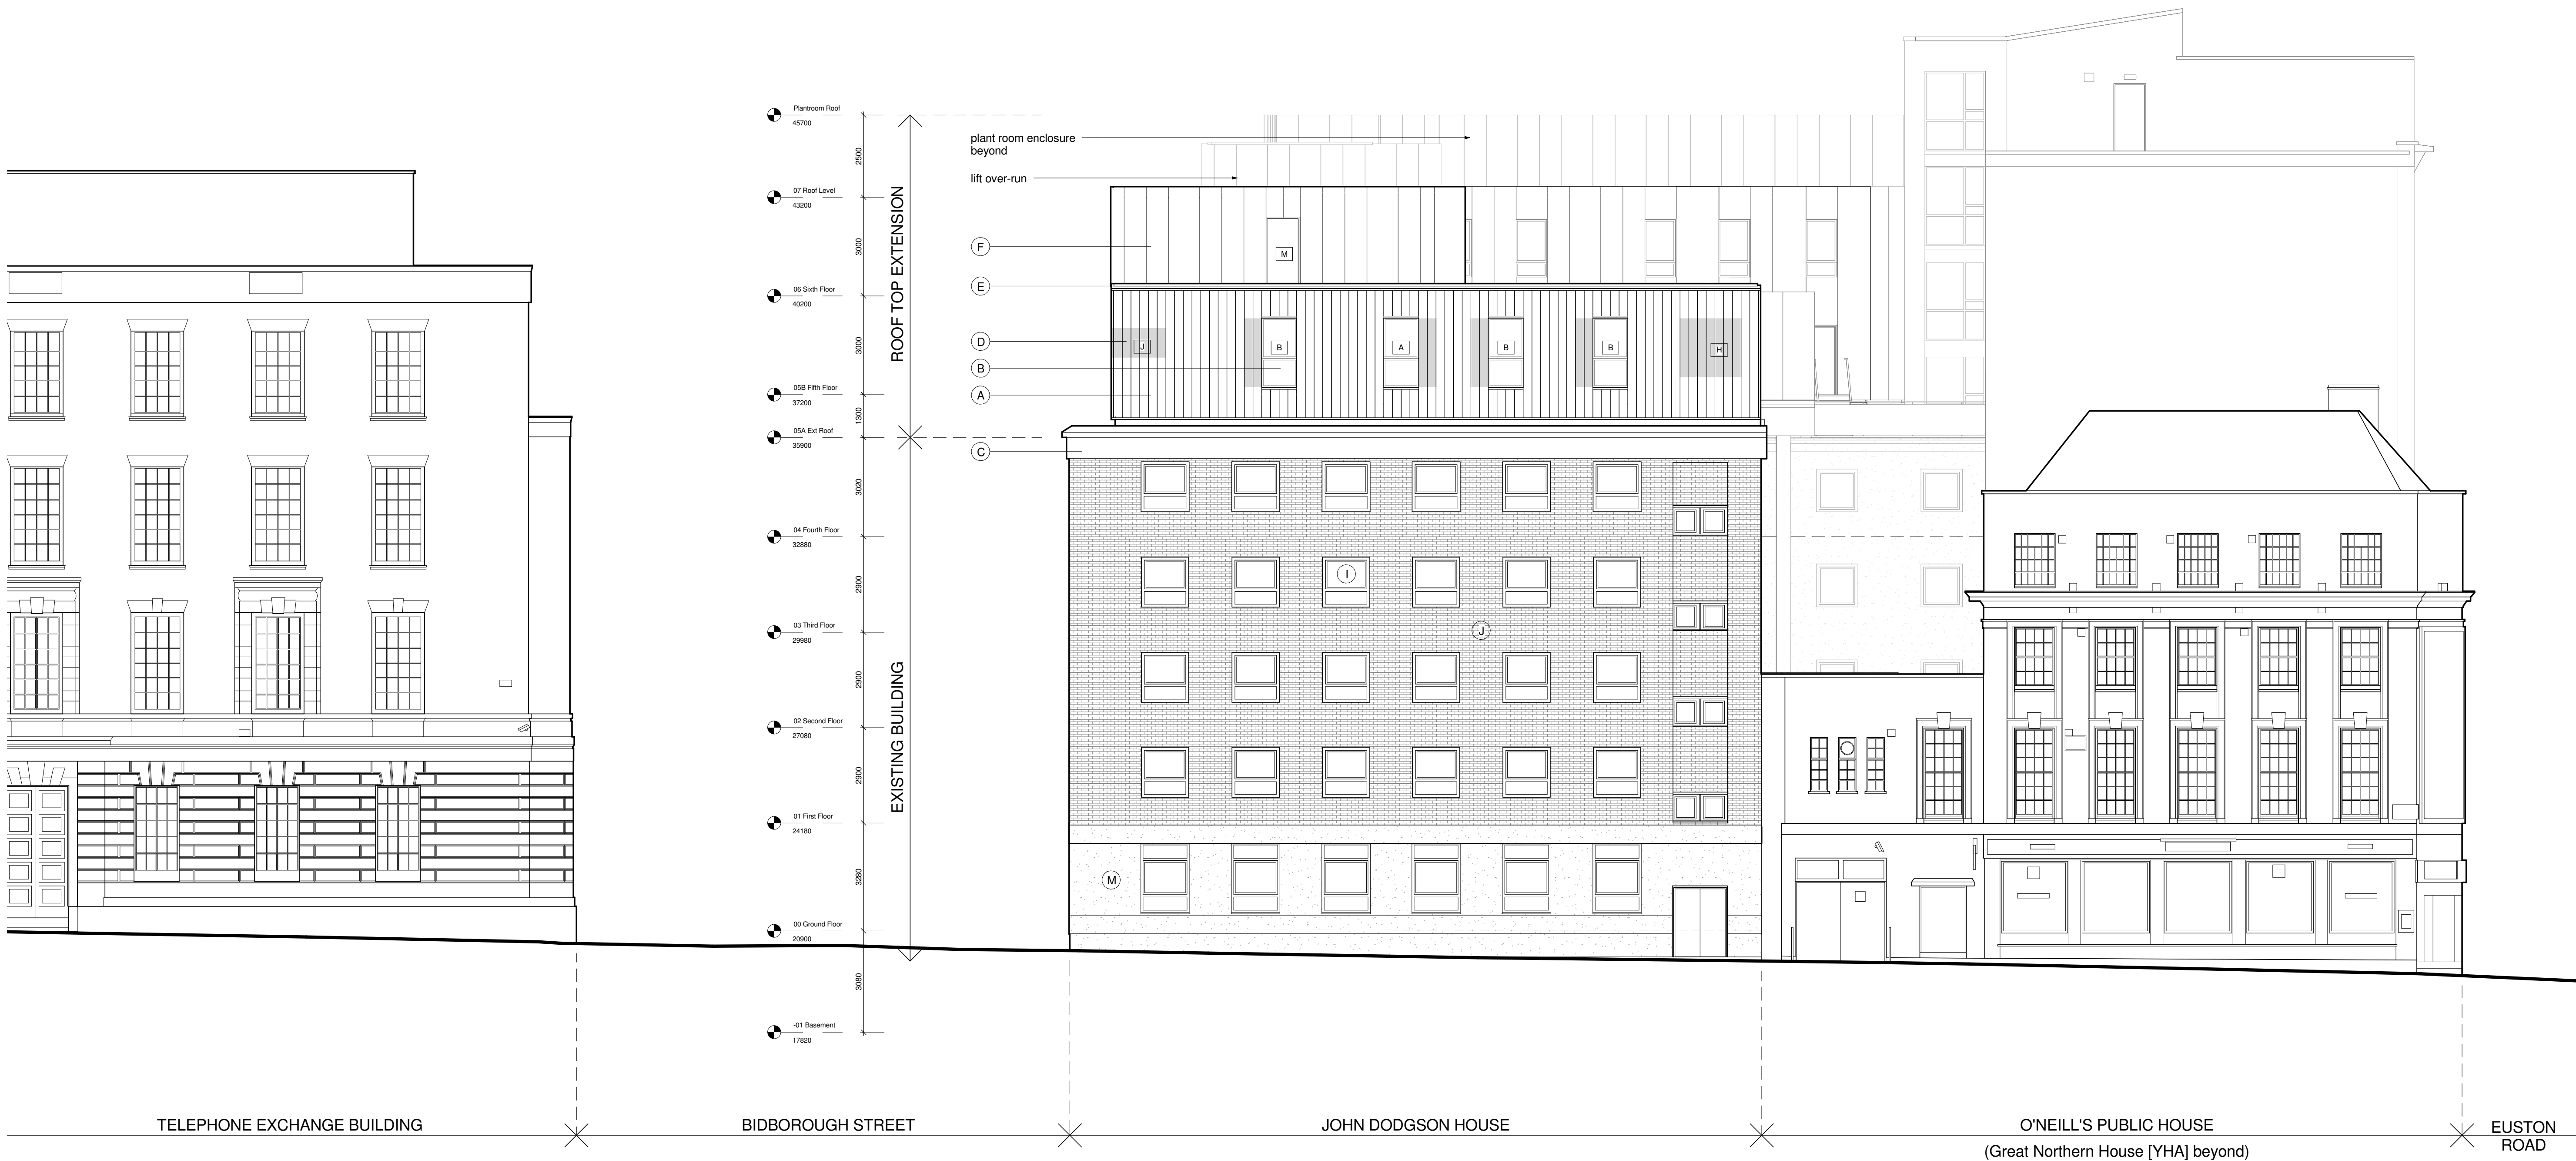 Plantroom Roof
45700
2500
07 Roof Level
43200
3000
06 Sixth Floor
40200
3000
05B Fifth Floor
37200
1300
05A Ext Roof
35900
3020
04 Fourth Floor
32880
2900
03 Third Floor
29980
2900
02 Second Floor
27080
2900
01 First Floor
24180
3280
00 Ground Floor
20900
3080
-01 Basement
17820
ROOF TOP EXTENSION
EXISTING BUILDING
plant room enclosure
beyond
lift over-run
F
E
D
B
A
C
M
J
B
A
B
B
H
I
J
M
TELEPHONE EXCHANGE BUILDING
BIDBOROUGH STREET
JOHN DODGSON HOUSE
O'NEILL'S PUBLIC HOUSE
(Great Northern House [YHA] beyond)
EUSTON
ROAD